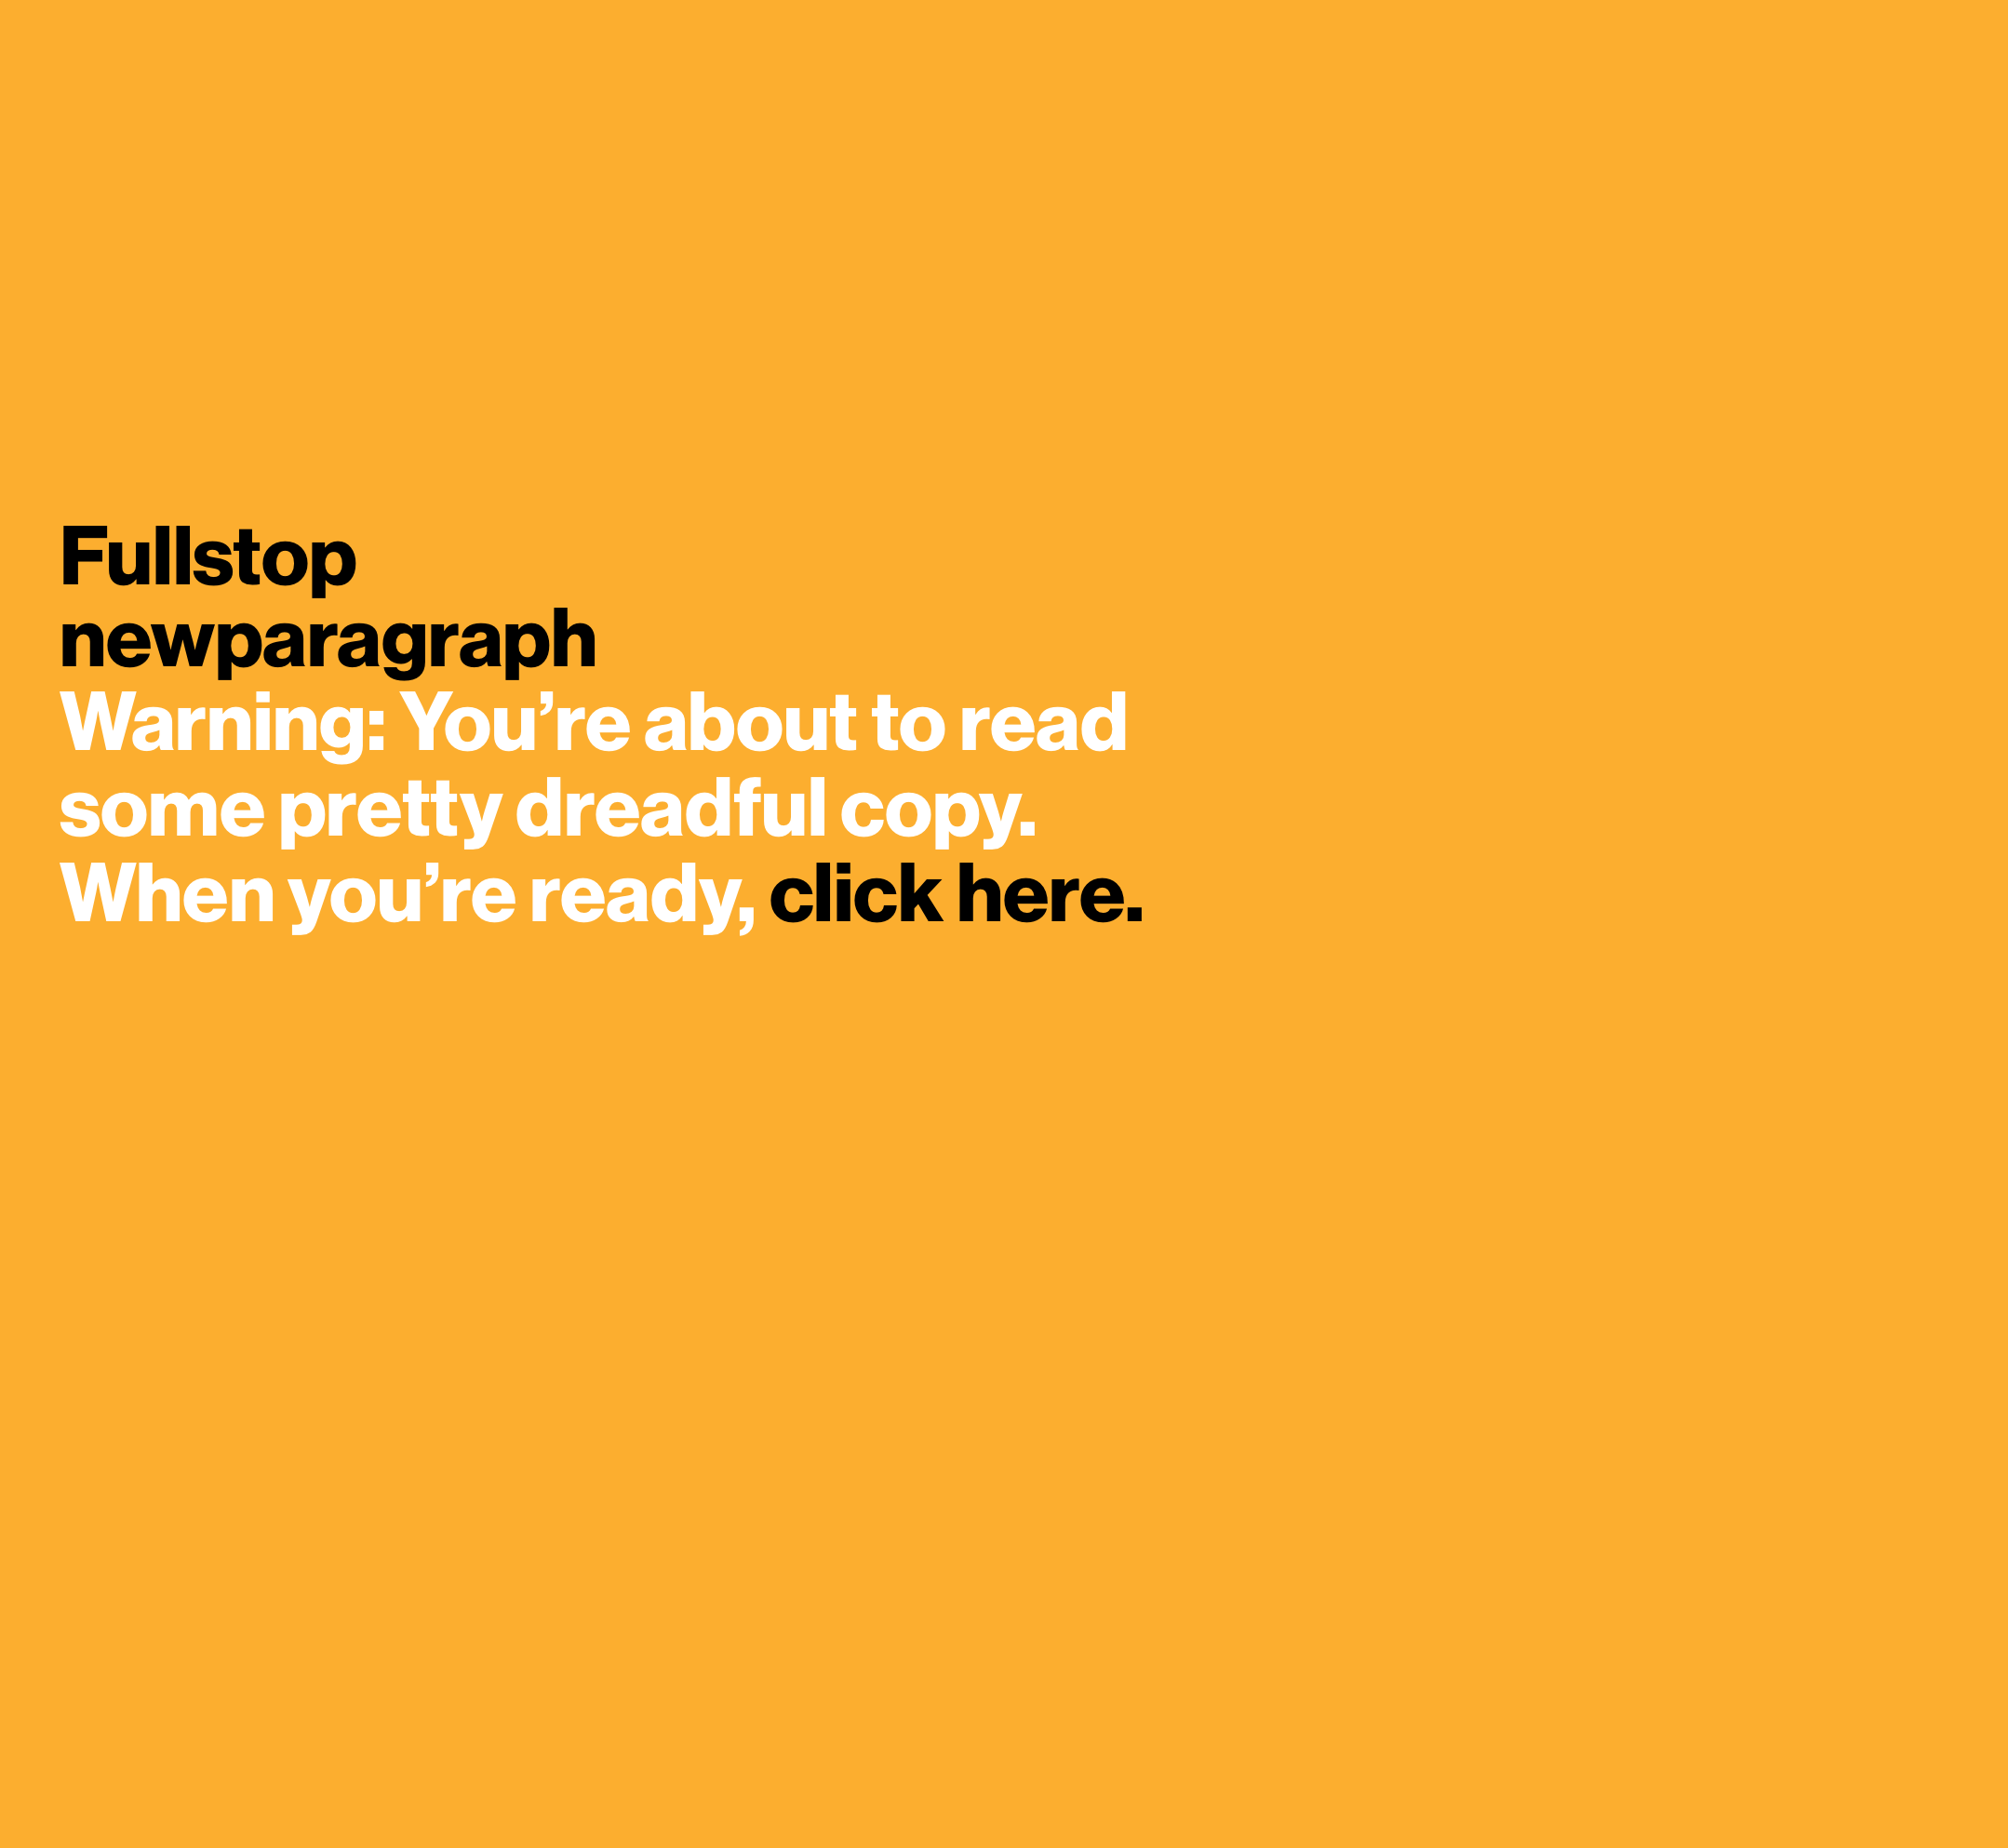 Fullstop
newparagraph
Warning: You’re about to read
some pretty dreadful copy.
When you’re ready, click here.